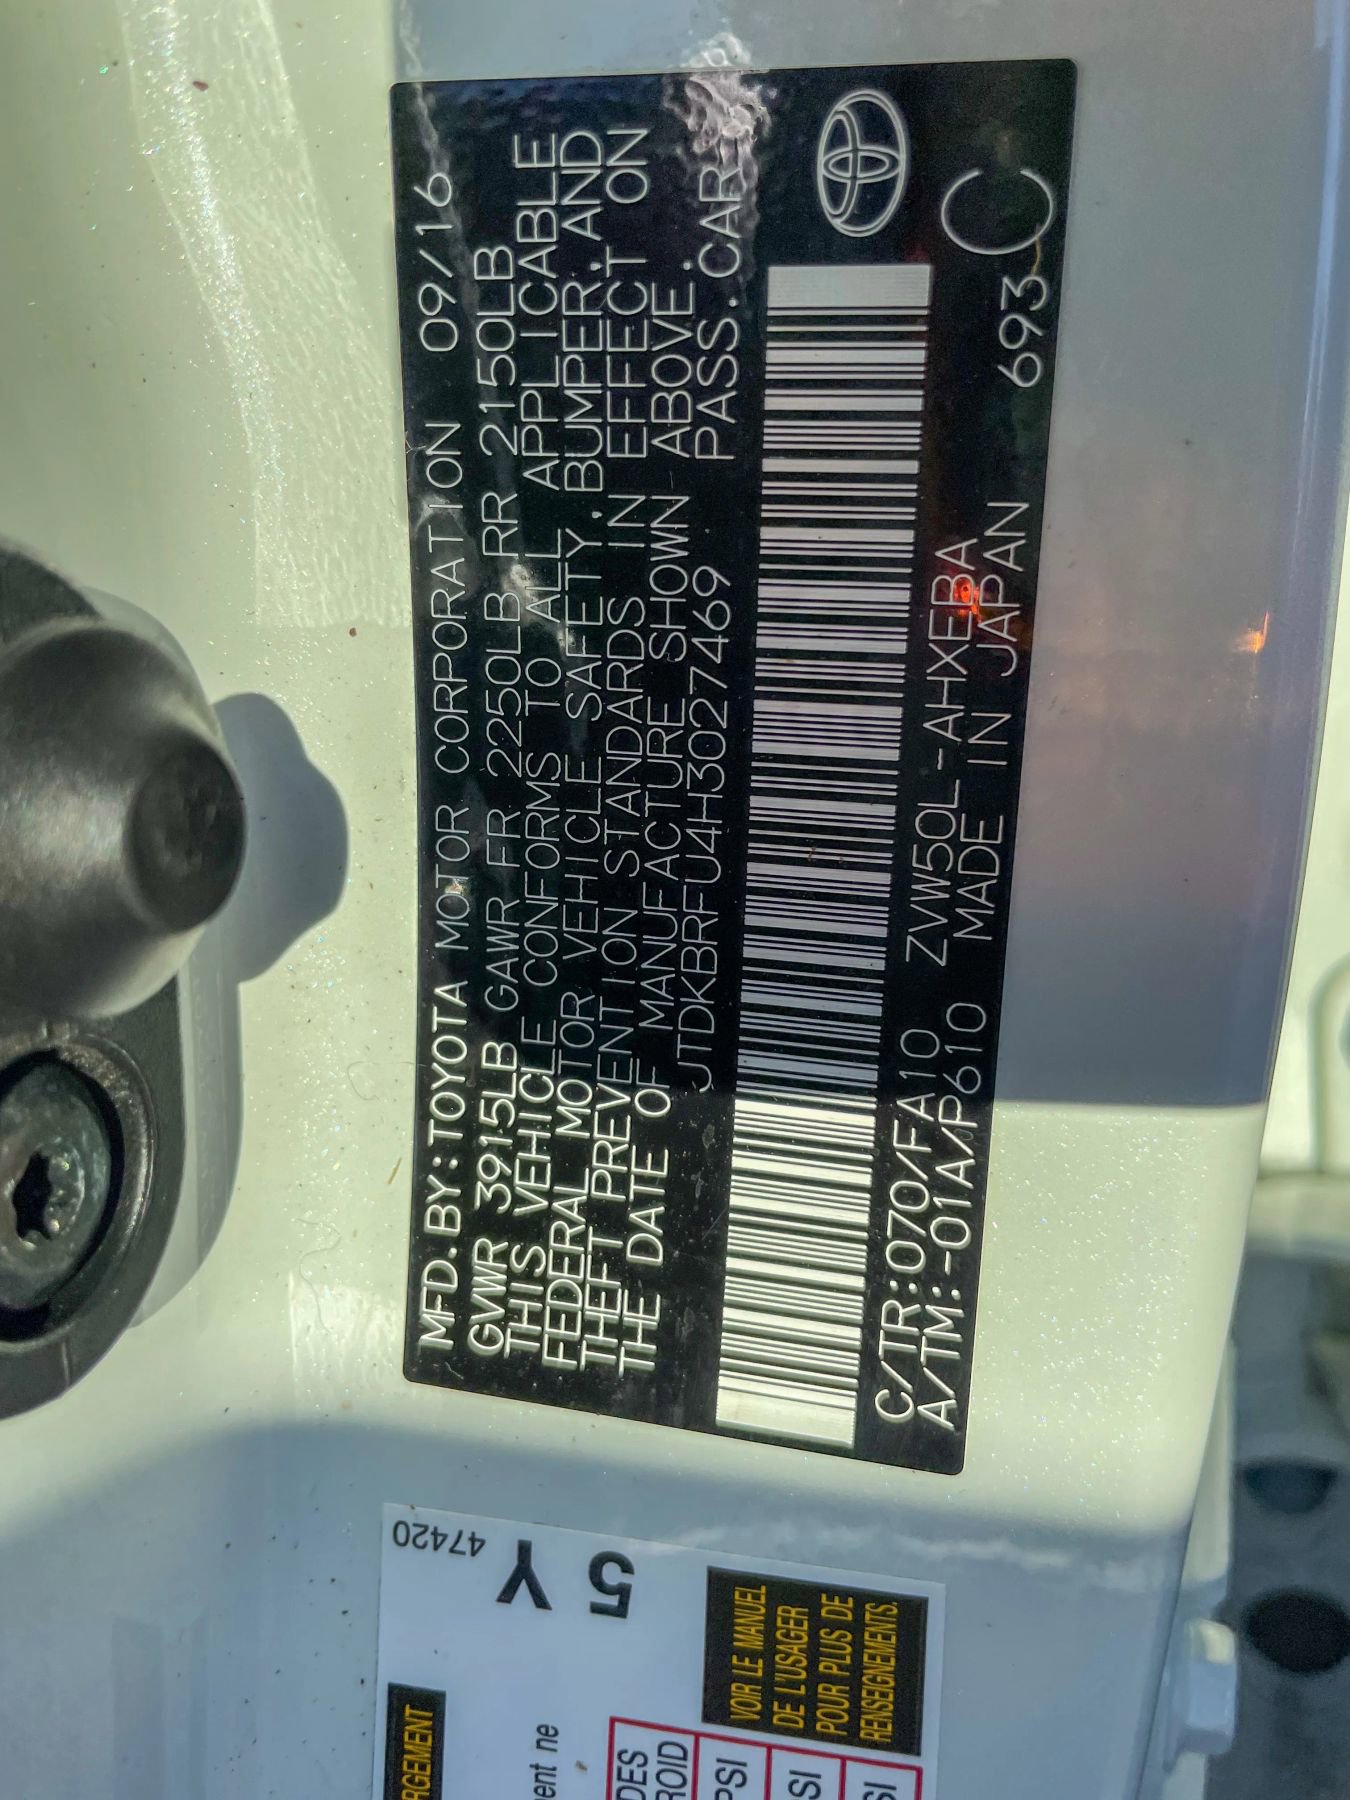 MFD.BY:TOYOTA MOTOR CORPORATION 09/16
GVWR 3915LB GAWR FR 2250LB RR 2150LB
THIS VEHICLE CONFORMS TO ALL APPLICABLE
FEDERAL MOTOR VEHICLE SAFETY,BUMPER,AND
THEFT PREVENTION STANDARDS IN EFFECT ON
THE DATE OF MANUFACTURE SHOWN ABOVE.
JTDKBRFU4H3027469 PASS.CAR
C/TR:070/FA10 ZVW50L-AHXEBA
A/TM:-01A/P610 MADE IN JAPAN 693 C
47420
5Y
VOIR LE MANUEL
DE L'USAGER
POUR PLUS DE
RENSEIGNEMENTS.
ne
PSI